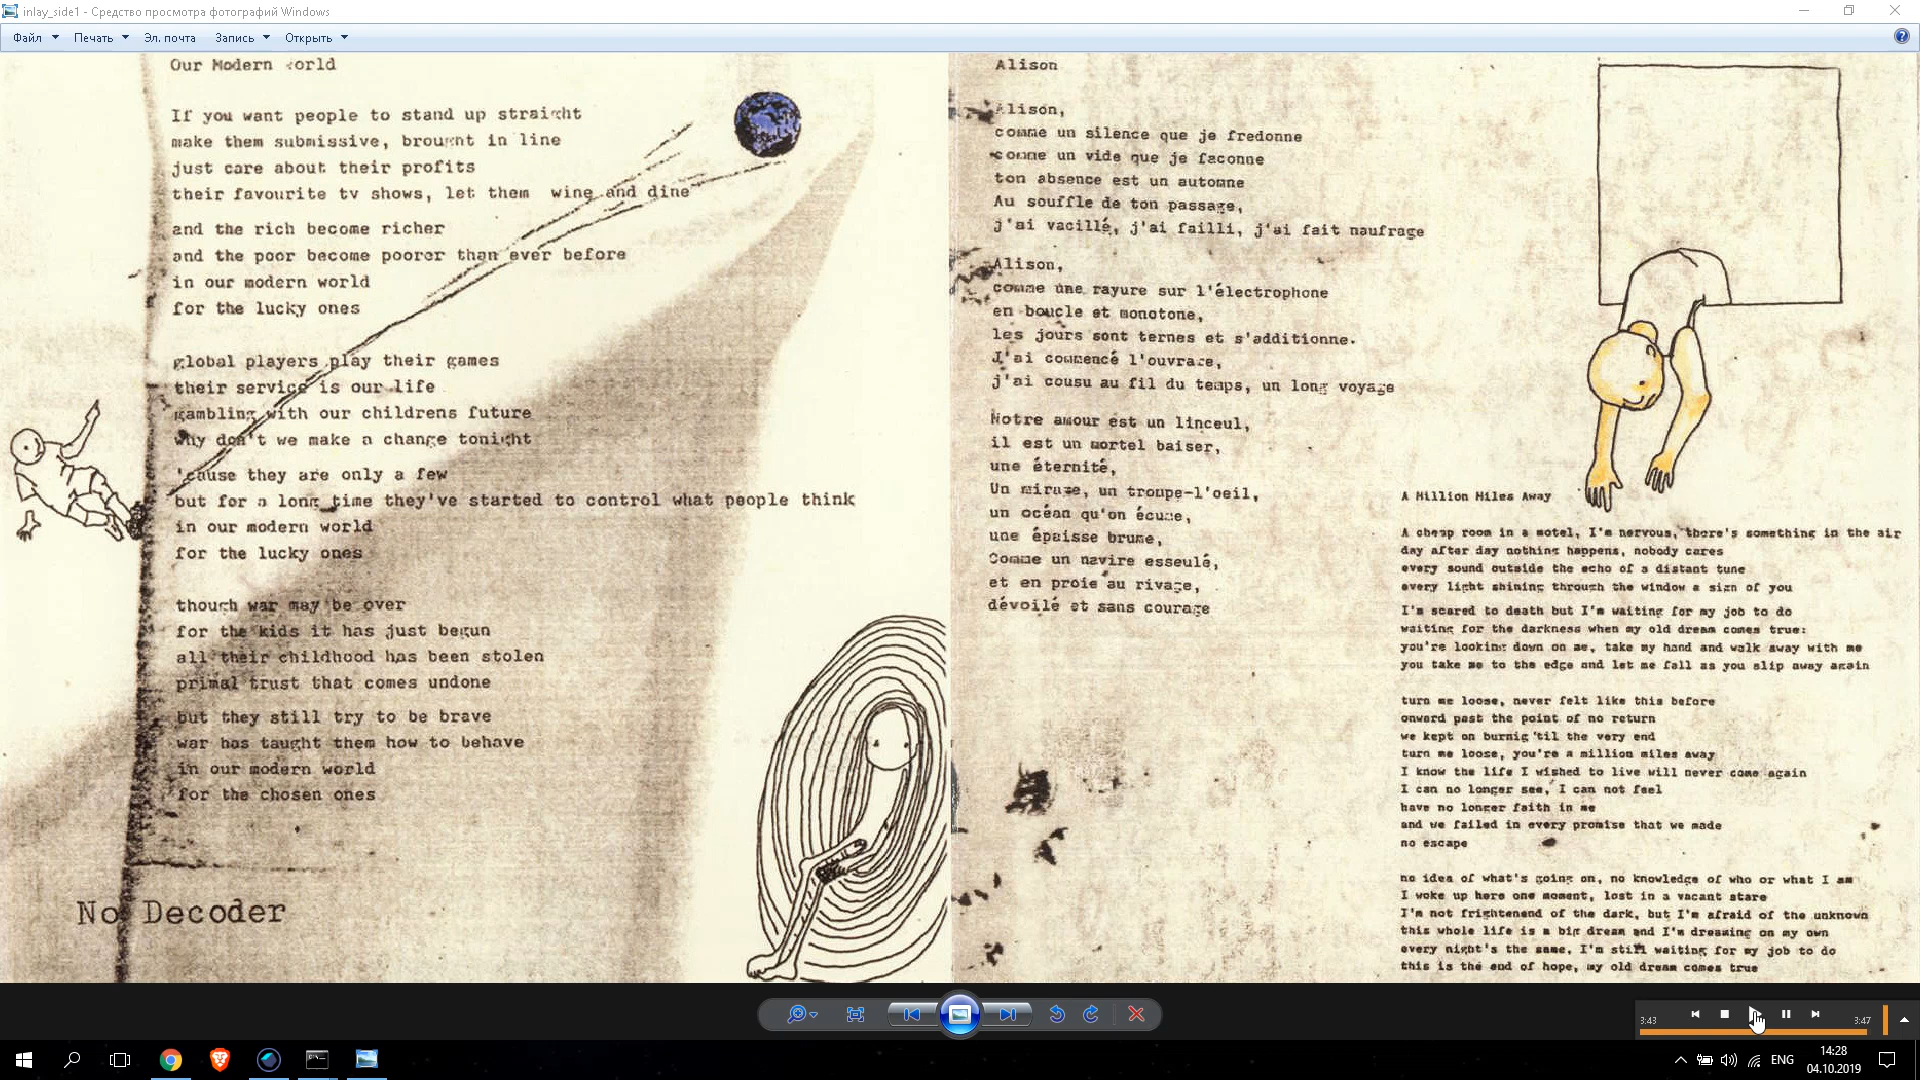 inlay_side1 - Средство просмотра фотографий Windows
Файл Печать Эл. почта Запись Открыть
Our Modern World
If you want people to stand up straight
make them submissive, brought in line
just care about their profits
their favourite tv shows, let them wine and dine
and the rich become richer
and the poor become poorer than ever before
in our modern world
for the lucky ones
global players play their games
their service is our life
gambling with our childrens future
why don't we make a change tonight
'cause they are only a few
but for a long time they've started to control what people think
in our modern world
for the lucky ones
though war may be over
for the kids it has just begun
all their childhood has been stolen
primal trust that comes undone
but they still try to be brave
war has taught them how to behave
in our modern world
for the chosen ones
No Decoder
Alison
Alison,
comme un silence que je fredonne
comme un vide que je faconne
ton absence est un automne
Au souffle de ton passage,
j'ai vacillé, j'ai failli, j'ai fait naufrage
Alison,
comme une rayure sur l'électrophone
en boucle et monotone,
les jours sont ternes et s'additionne.
J'ai commencé l'ouvrage,
j'ai cousu au fil du temps, un long voyage
Notre amour est un linceul,
il est un mortel baiser,
une éternité,
Un mirage, un trompe-l'oeil,
un océan qu'on écume,
une épaisse brume,
Comme un navire esseulé,
et en proie au rivage,
dévoilé et sans courage
A Million Miles Away
A cheap room in a motel, I'm nervous, there's something in the air
day after day nothing happens, nobody cares
every sound outside the echo of a distant tune
every light shining through the window a sign of you
I'm scared to death but I'm waiting for my job to do
waiting for the darkness when my old dream comes true:
you're looking down on me, take my hand and walk away with me
you take me to the edge and let me fall as you slip away again
turn me loose, never felt like this before
onward past the point of no return
we kept on burnig 'til the very end
turn me loose, you're a million miles away
I know the life I wished to live will never come again
I can no longer see, I can not feel
have no longer faith in me
and we failed in every promise that we made
no escape
no idea of what's going on, no knowledge of who or what I am
I woke up here one moment, lost in a vacant stare
I'm not frightenend of the dark, but I'm afraid of the unknown
this whole life is a big dream and I'm dreaming on my own
every night's the same, I'm still waiting for my job to do
this is the end of hope, my old dream comes true
3:43 3:47
ENG 14:28
04.10.2019